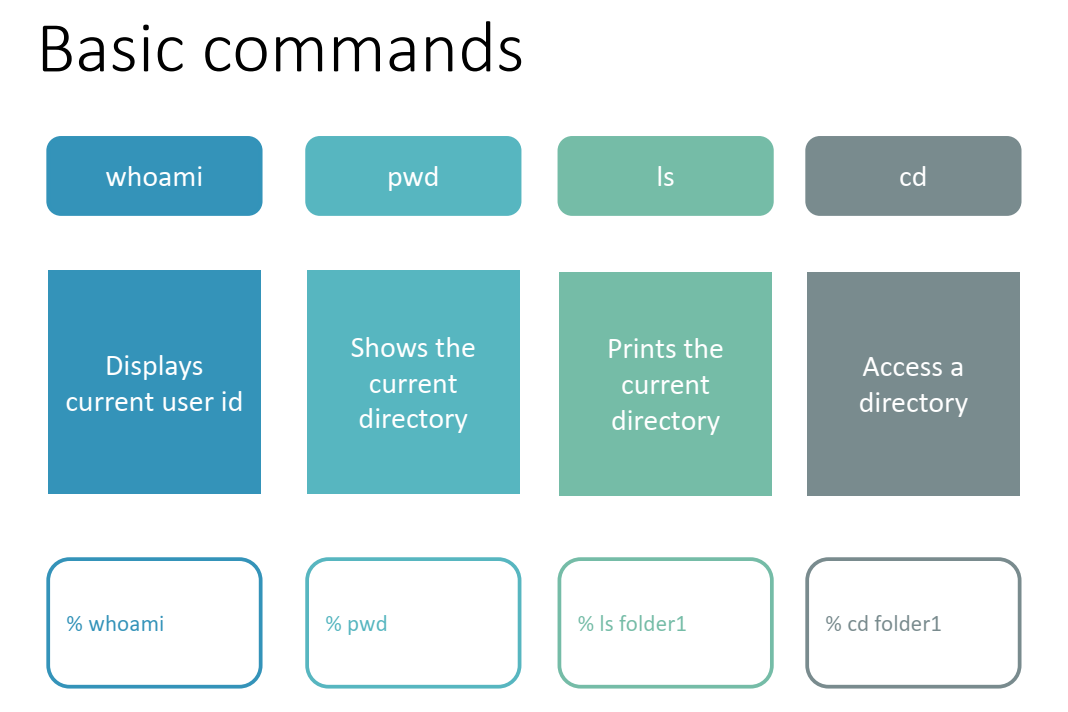 Basic commands
whoami
pwd
ls
cd
Displays
current user id
Shows the
current
directory
Prints the
current
directory
Access a
directory
% whoami
% pwd
% ls folder1
% cd folder1